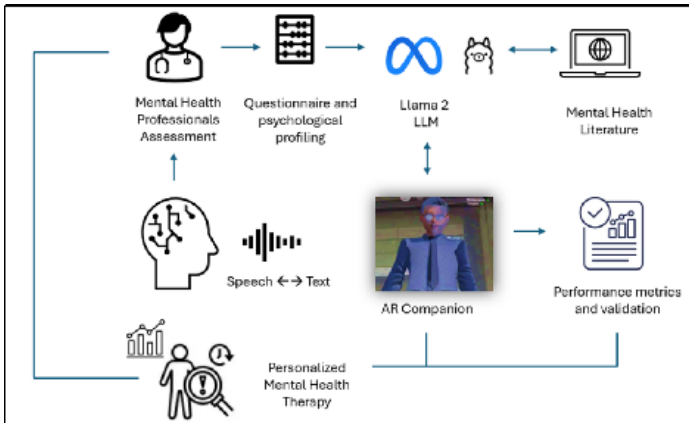 Mental Health
Professionals
Assessment
Questionnaire and
psychological
profiling
Llama 2
LLM
Mental Health
Literature
Speech ←→ Text
AR Companion
Performance metrics
and validation
Personalized
Mental Health
Therapy